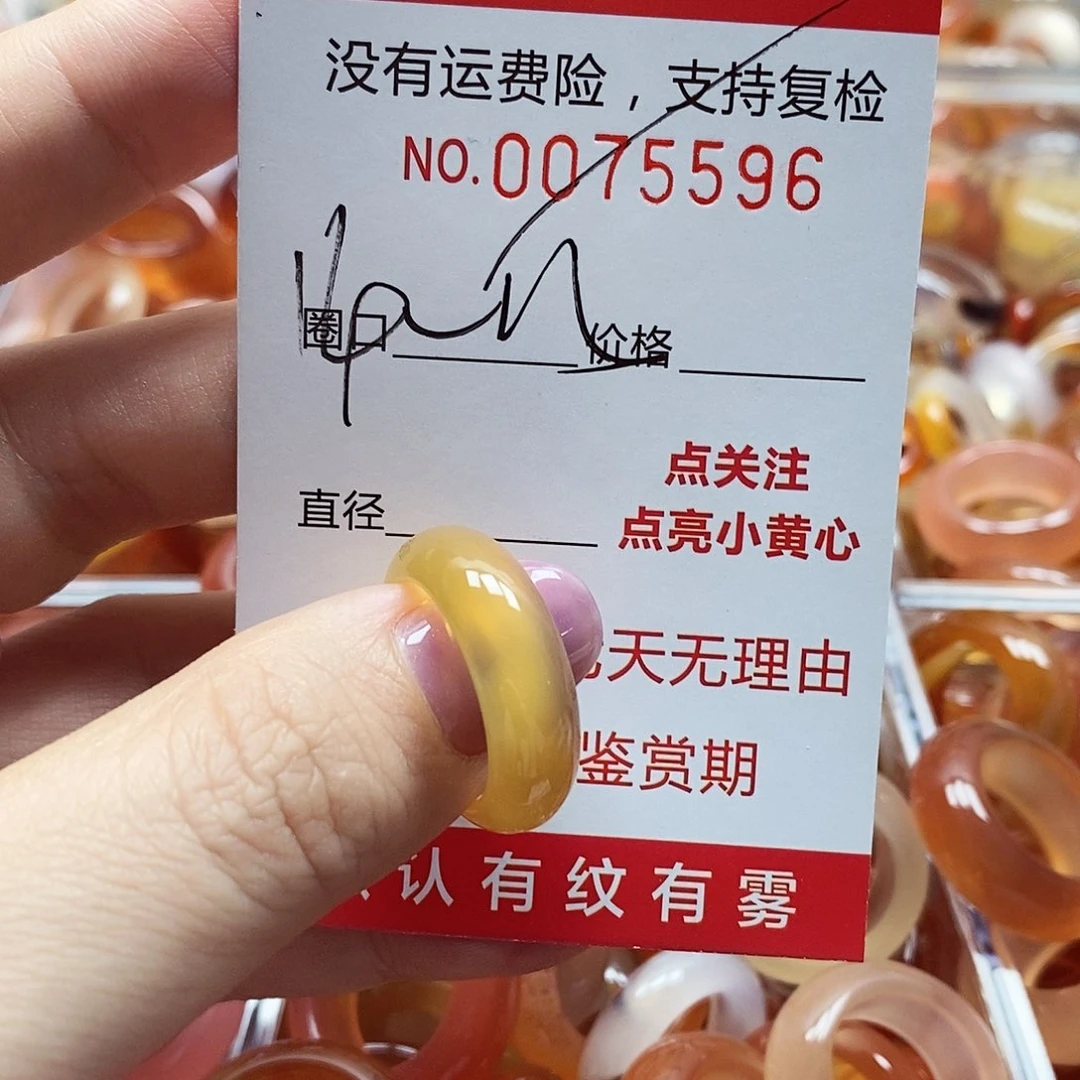 没有运费险，支持复检
NO.0075596
圈口 价格
点关注
直径 点亮小黄心
天无理由
鉴赏期
认有纹有雾